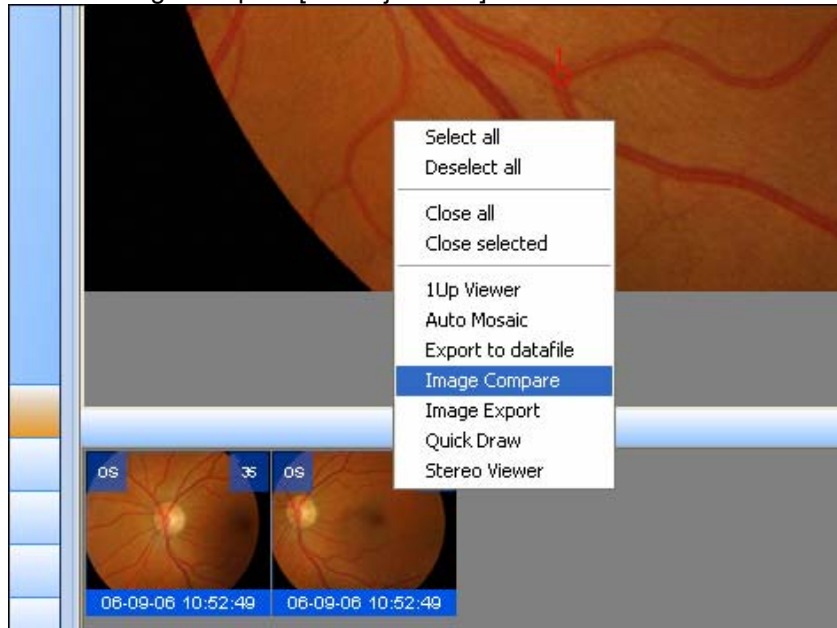 Select all
Deselect all
Close all
Close selected
1Up Viewer
Auto Mosaic
Export to datafile
Image Compare
Image Export
Quick Draw
Stereo Viewer
OS 35 OS
06-09-06 10:52:49 06-09-06 10:52:49